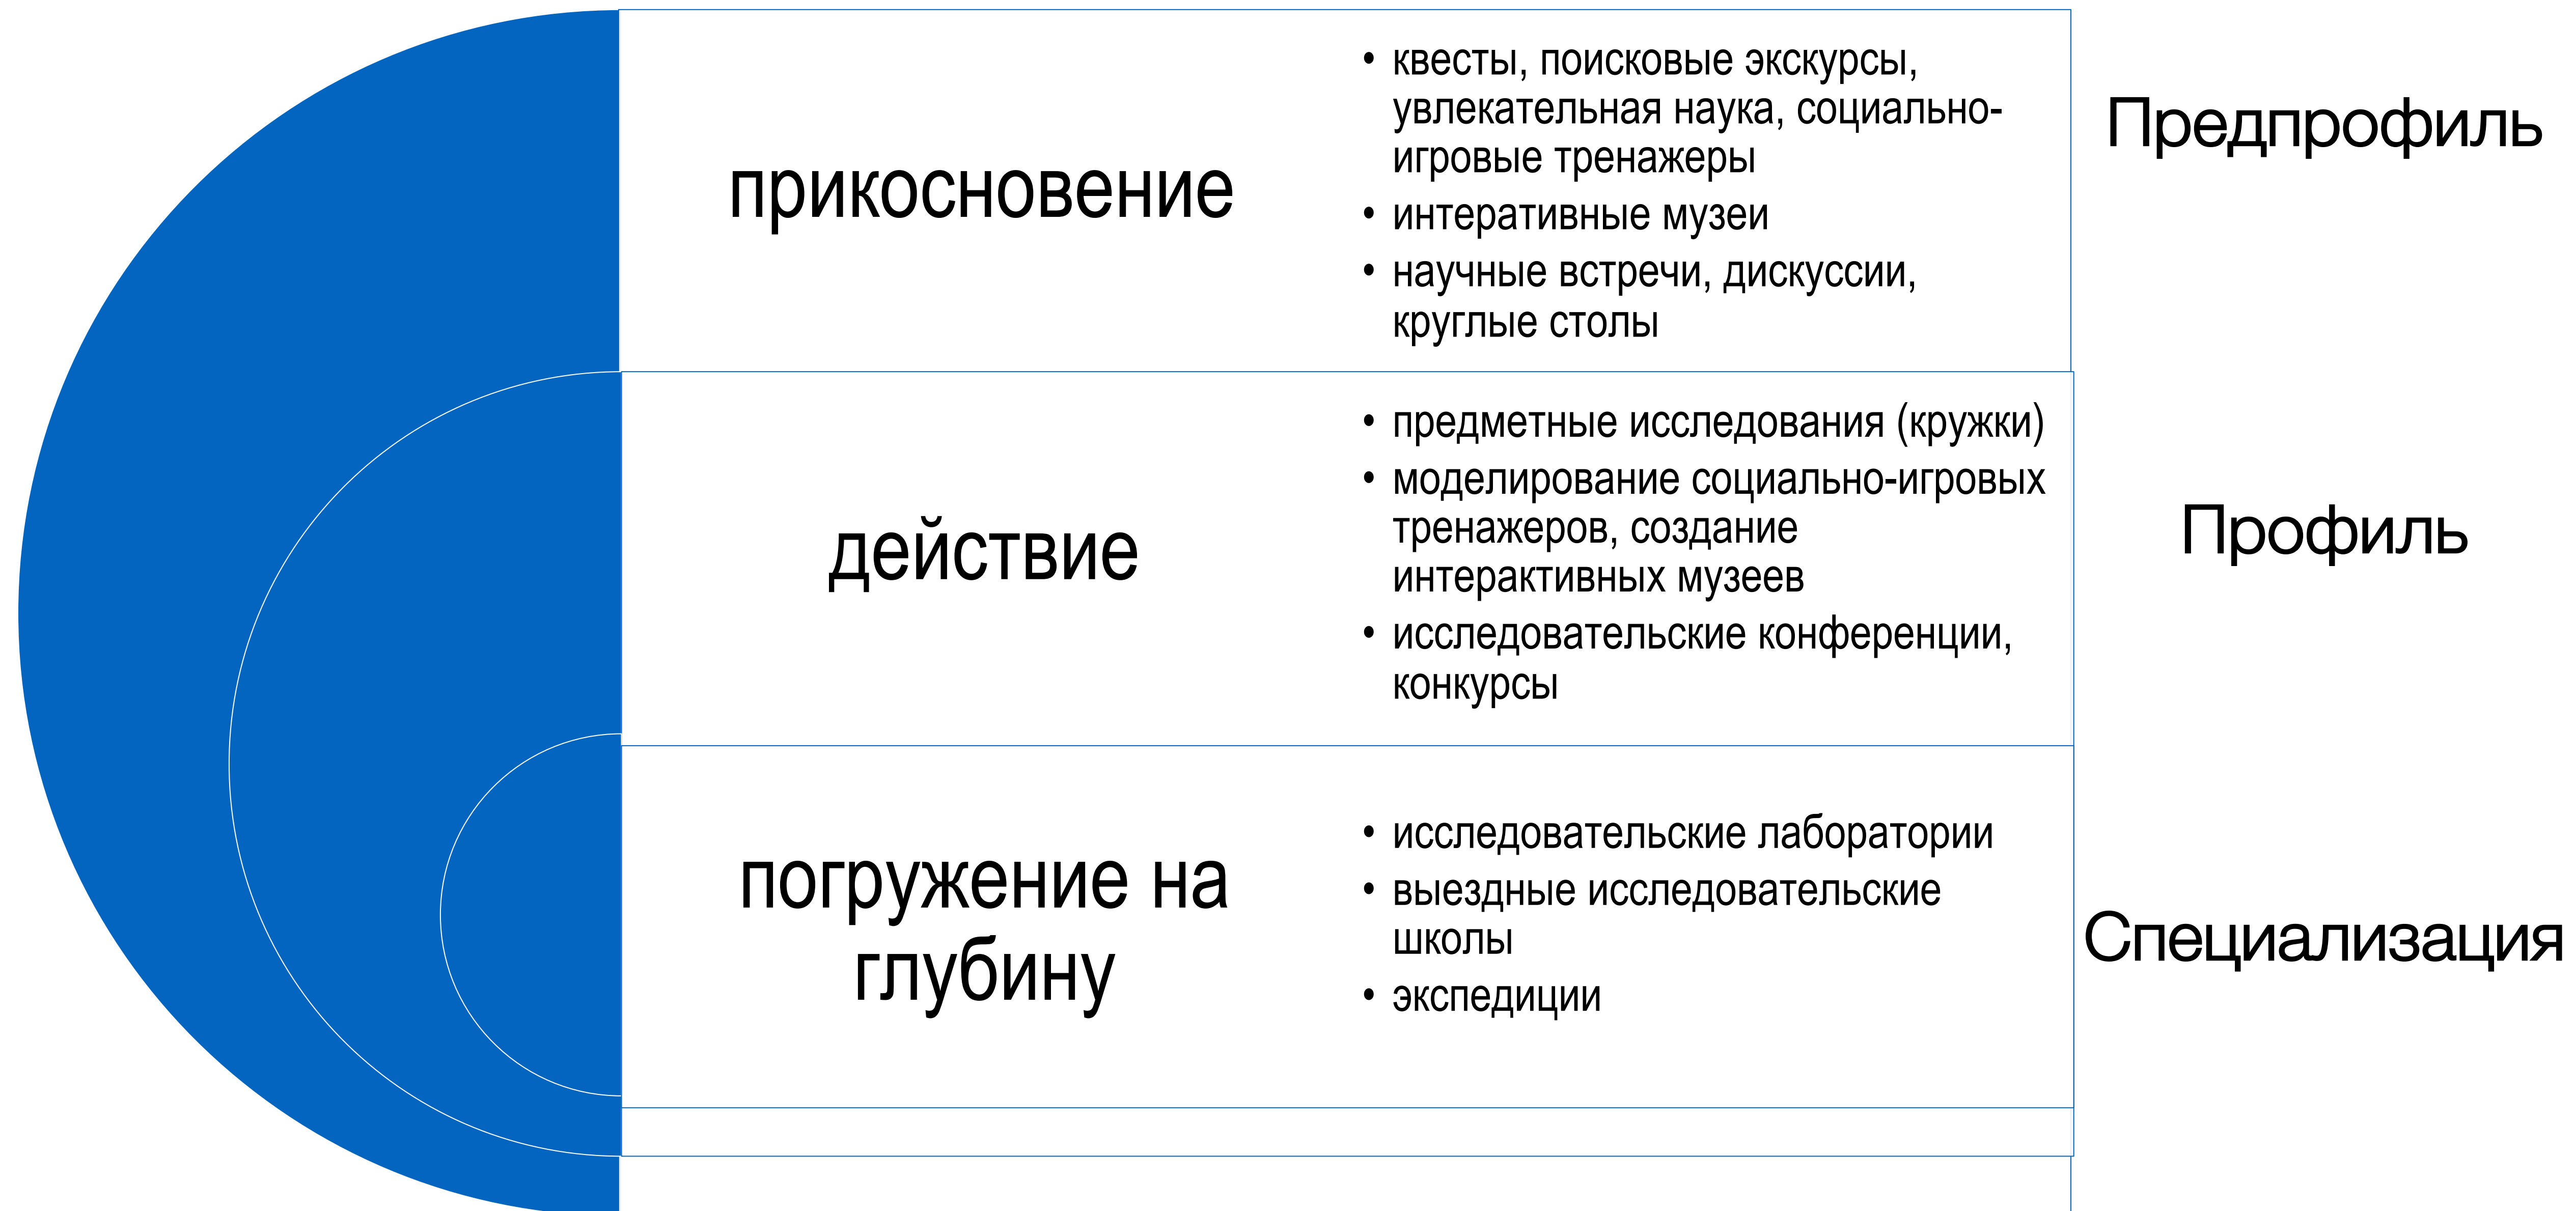 прикосновение
• квесты, поисковые экскурсы,
увлекательная наука, социально-
игровые тренажеры
• интеративные музеи
• научные встречи, дискуссии,
круглые столы
Предпрофиль
действие
• предметные исследования (кружки)
• моделирование социально-игровых
тренажеров, создание
интерактивных музеев
• исследовательские конференции,
конкурсы
Профиль
погружение на
глубину
• исследовательские лаборатории
• выездные исследовательские
школы
• экспедиции
Специализация